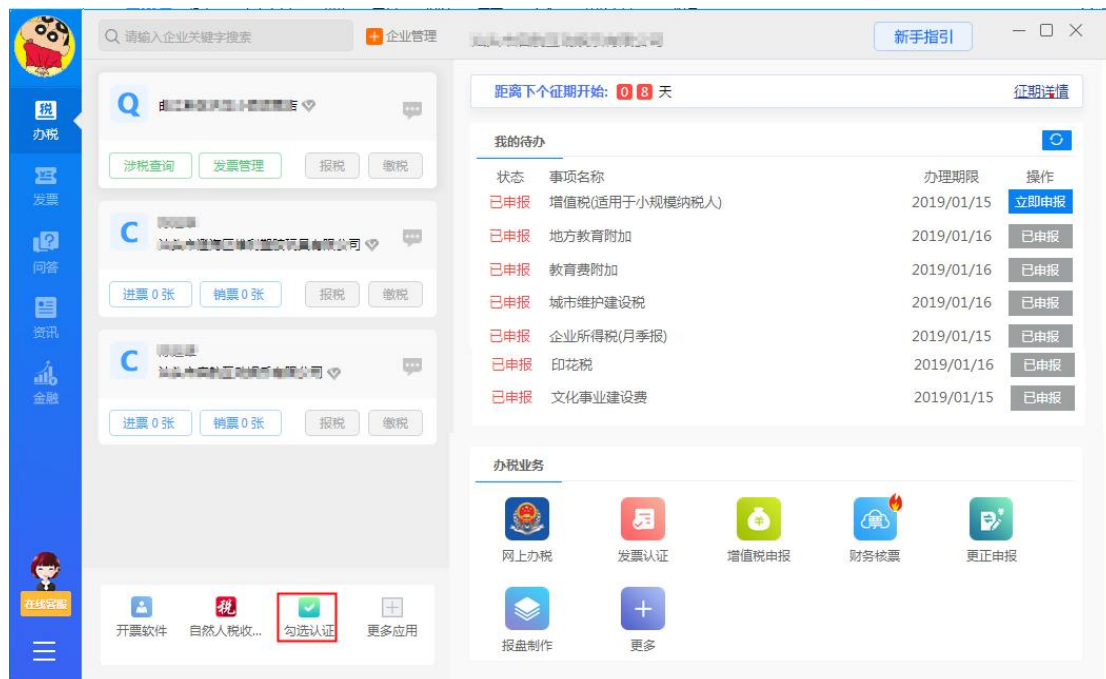 请输入企业关键字搜索
企业管理
新手指引
税
办税
发票
问答
资讯
金融
在线客服
Q
店
涉税查询 发票管理 报税 缴税
C
进票 0 张 销票 0 张 报税 缴税
C
进票 0 张 销票 0 张 报税 缴税
开票软件 自然人税收... 勾选认证 更多应用
距离下个征期开始: 0 8 天 征期详情
我的待办
状态 事项名称 办理期限 操作
已申报 增值税(适用于小规模纳税人) 2019/01/15 立即申报
已申报 地方教育附加 2019/01/16 已申报
已申报 教育费附加 2019/01/16 已申报
已申报 城市维护建设税 2019/01/16 已申报
已申报 企业所得税(月季报) 2019/01/15 已申报
已申报 印花税 2019/01/16 已申报
已申报 文化事业建设费 2019/01/15 已申报
办税业务
网上办税 发票认证 增值税申报 财务核票 更正申报
报盘制作 更多